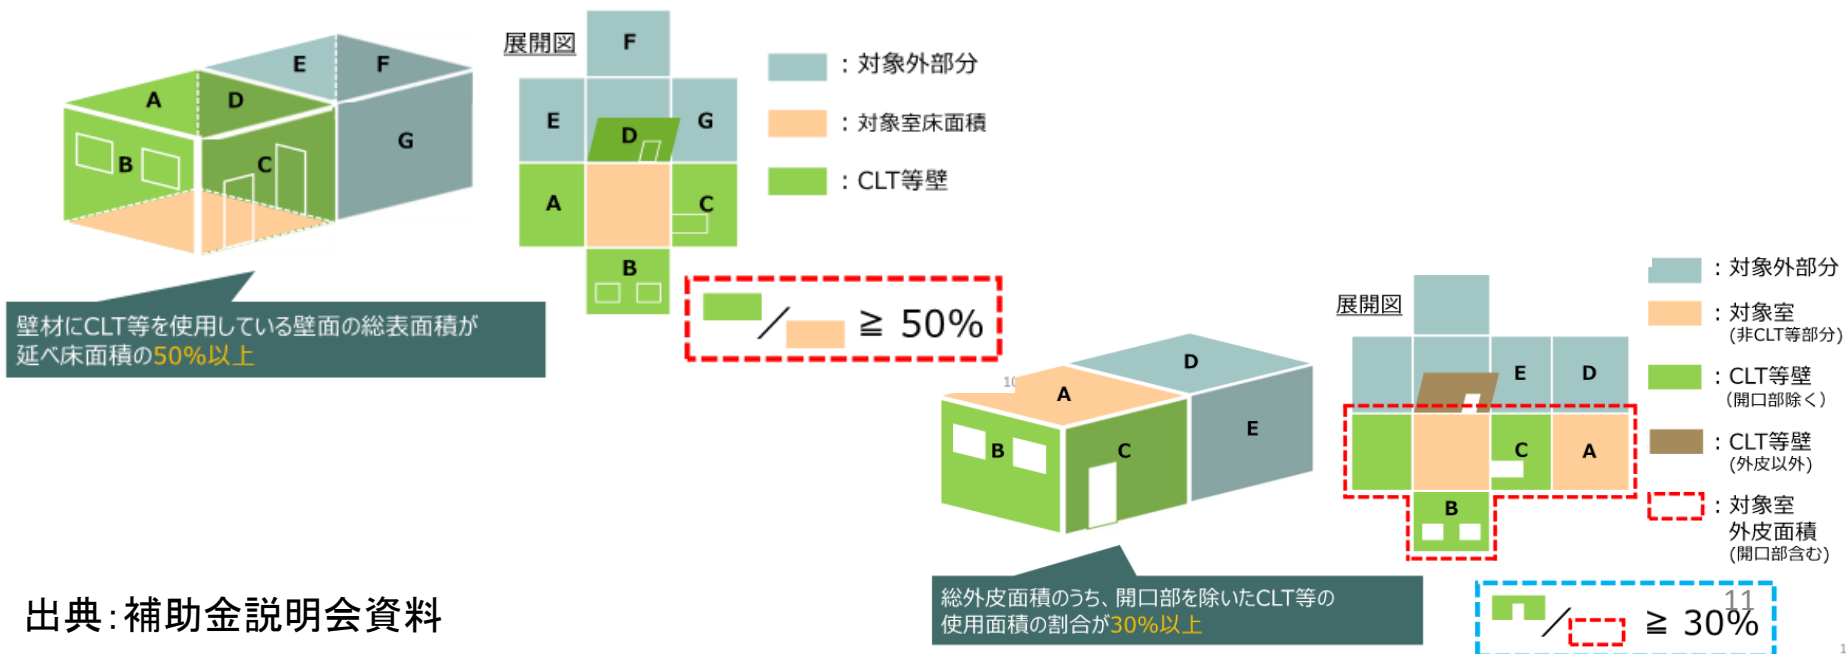 E
F
A
D
G
B
C
展開図
F
E
G
D
A
C
B
：対象外部分
：対象室床面積
：CLT等壁
壁材にCLT等を使用している壁面の総表面積が
延べ床面積の50%以上
／ ≧ 50%
10
D
A
E
B
C
展開図
E
D
C
A
B
：対象外部分
：対象室
(非CLT等部分)
：CLT等壁
(開口部除く)
：CLT等壁
(外皮以外)
：対象室
外皮面積
(開口部含む)
総外皮面積のうち、開口部を除いたCLT等の
使用面積の割合が30%以上
11
／ ≧ 30%
出典：補助金説明会資料